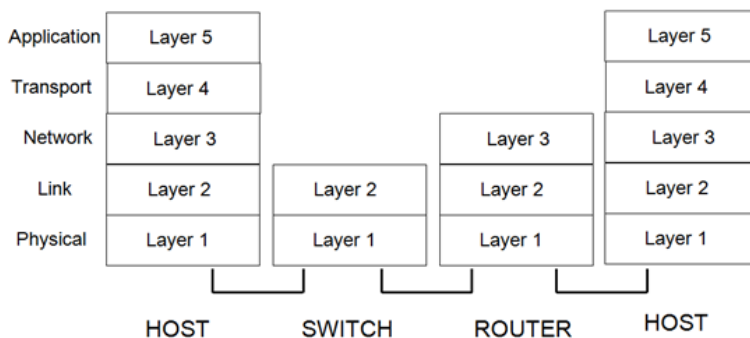 Application Layer 5 Layer 5
Transport Layer 4 Layer 4
Network Layer 3 Layer 3 Layer 3
Link Layer 2 Layer 2 Layer 2 Layer 2
Physical Layer 1 Layer 1 Layer 1 Layer 1
HOST SWITCH ROUTER HOST